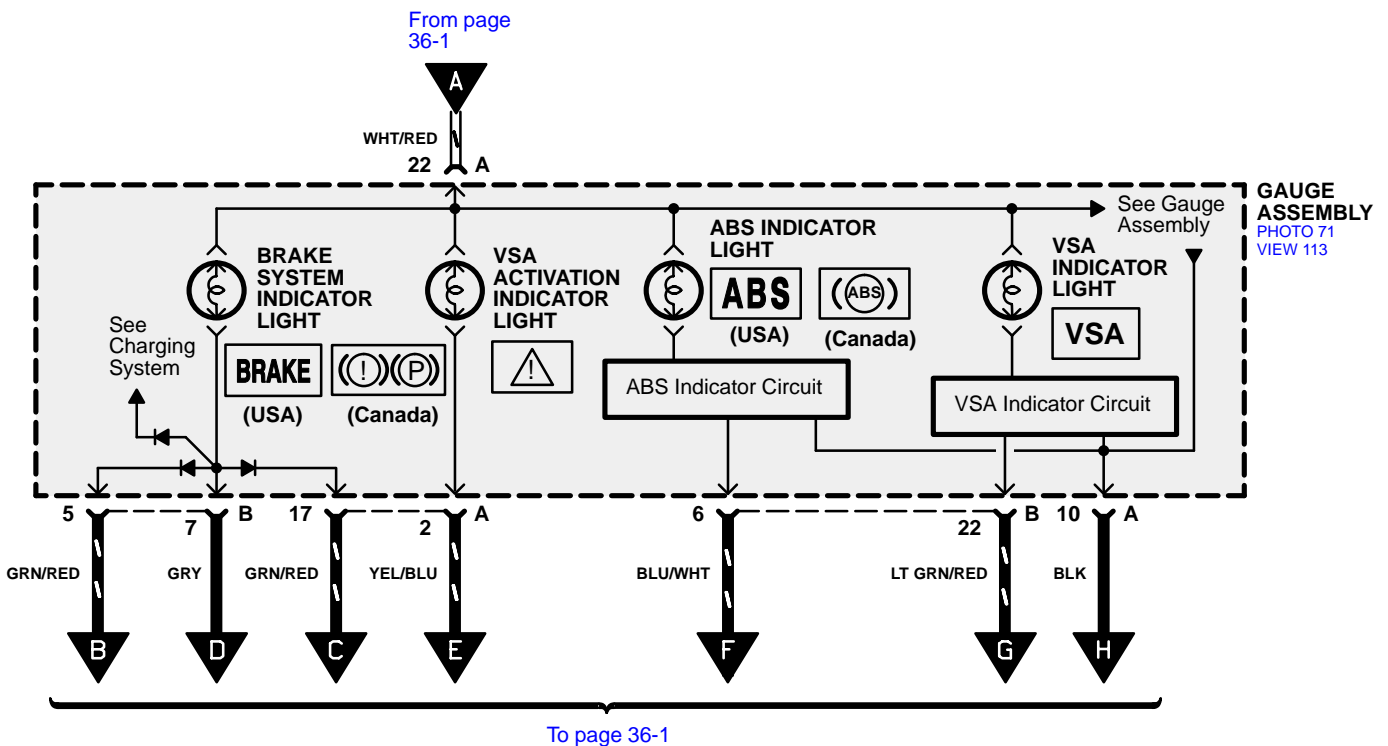 From page
36-1
A
WHT/RED
22 A
GAUGE
ASSEMBLY
PHOTO 71
VIEW 113
See Gauge
Assembly
BRAKE
SYSTEM
INDICATOR
LIGHT
VSA
ACTIVATION
INDICATOR
LIGHT
ABS INDICATOR
LIGHT
VSA
INDICATOR
LIGHT
ABS
(USA)
(ABS)
(Canada)
VSA
See
Charging
System
BRAKE
(USA)
(!)(P)
(Canada)
!
ABS Indicator Circuit
VSA Indicator Circuit
5 7 B 17 2 A 6 22 B 10 A
GRN/RED GRY GRN/RED YEL/BLU BLU/WHT LT GRN/RED BLK
B D C E F G H
To page 36-1